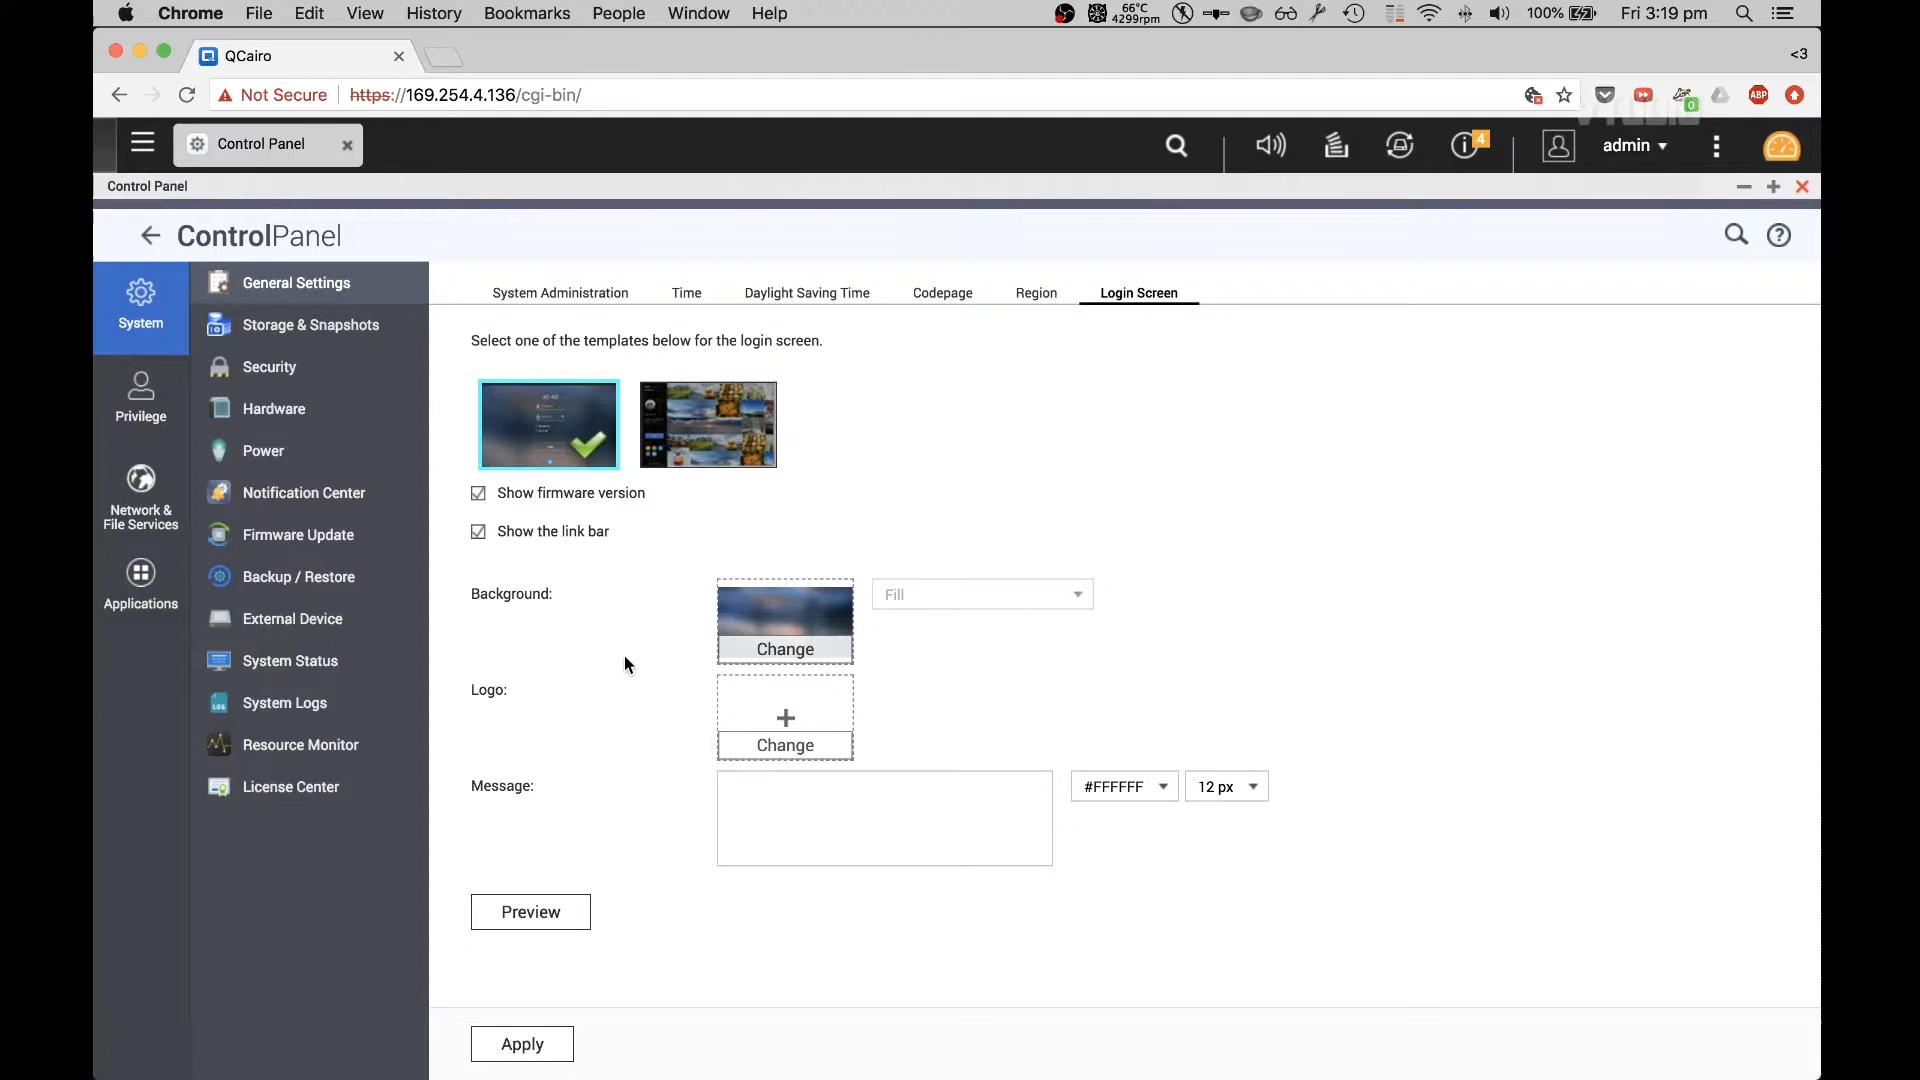 Chrome File Edit View History Bookmarks People Window Help 66°C 4299rpm 100% Fri 3:19 pm
QCairo <3
Not Secure https://169.254.4.136/cgi-bin/ 0 ABP
Control Panel 4 admin
Control Panel
ControlPanel
System
Privilege
Network &
File Services
Applications
General Settings
Storage & Snapshots
Security
Hardware
Power
Notification Center
Firmware Update
Backup / Restore
External Device
System Status
LOG System Logs
Resource Monitor
License Center
System Administration Time Daylight Saving Time Codepage Region Login Screen
Select one of the templates below for the login screen.
Show firmware version
Show the link bar
Background: Fill
Change
Logo:
+
Change
Message: #FFFFFF 12 px
Preview
Apply